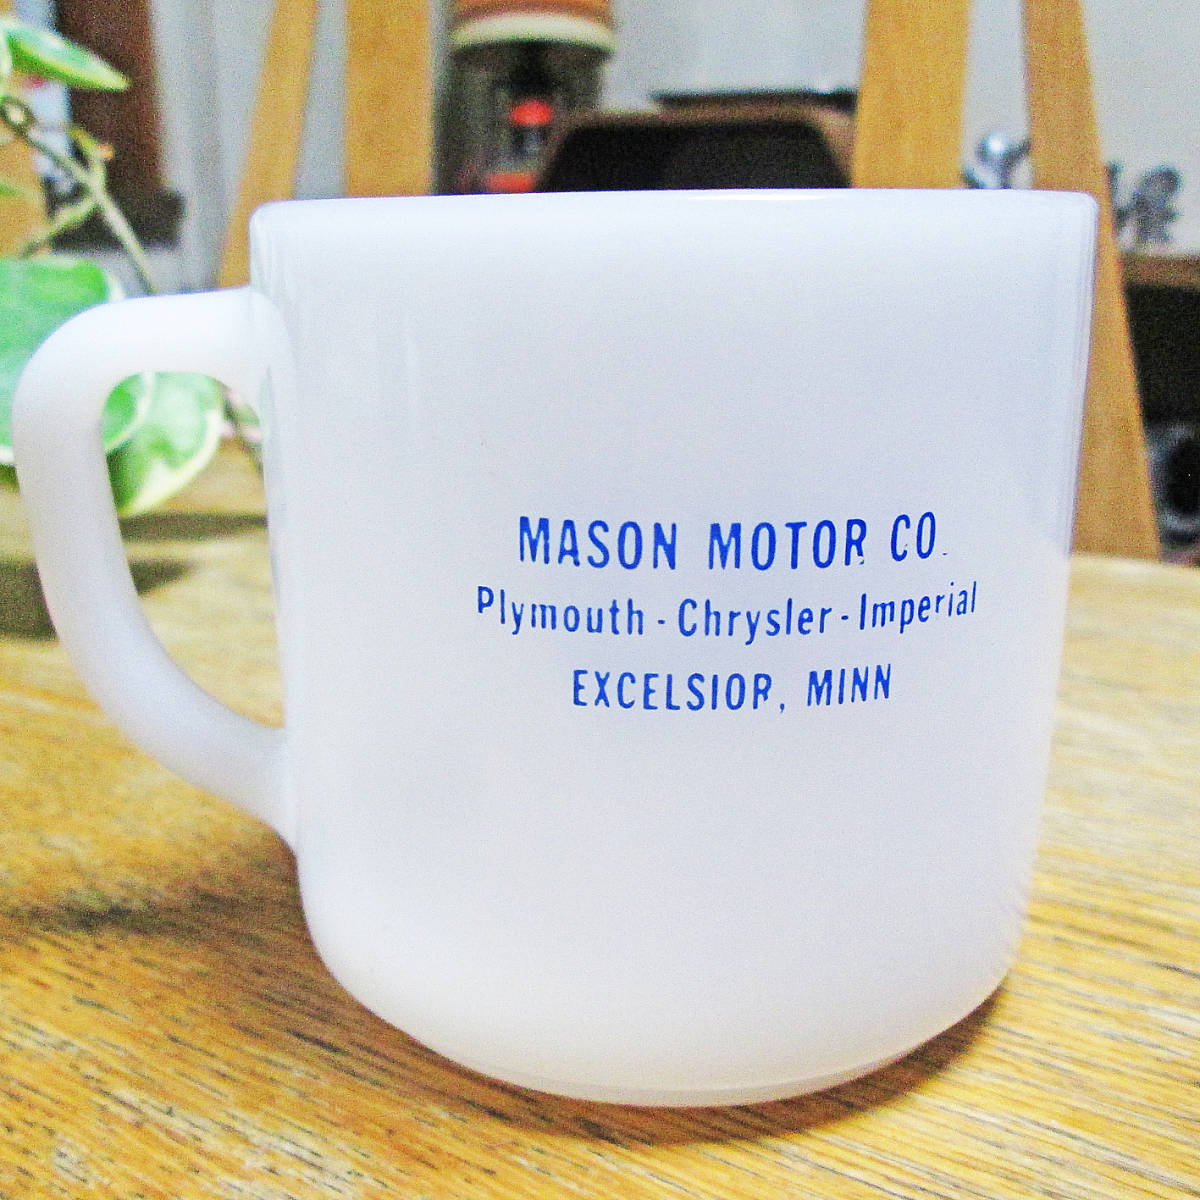 MASON MOTOR CO.
Plymouth - Chrysler - Imperial
EXCELSIOR, MINN